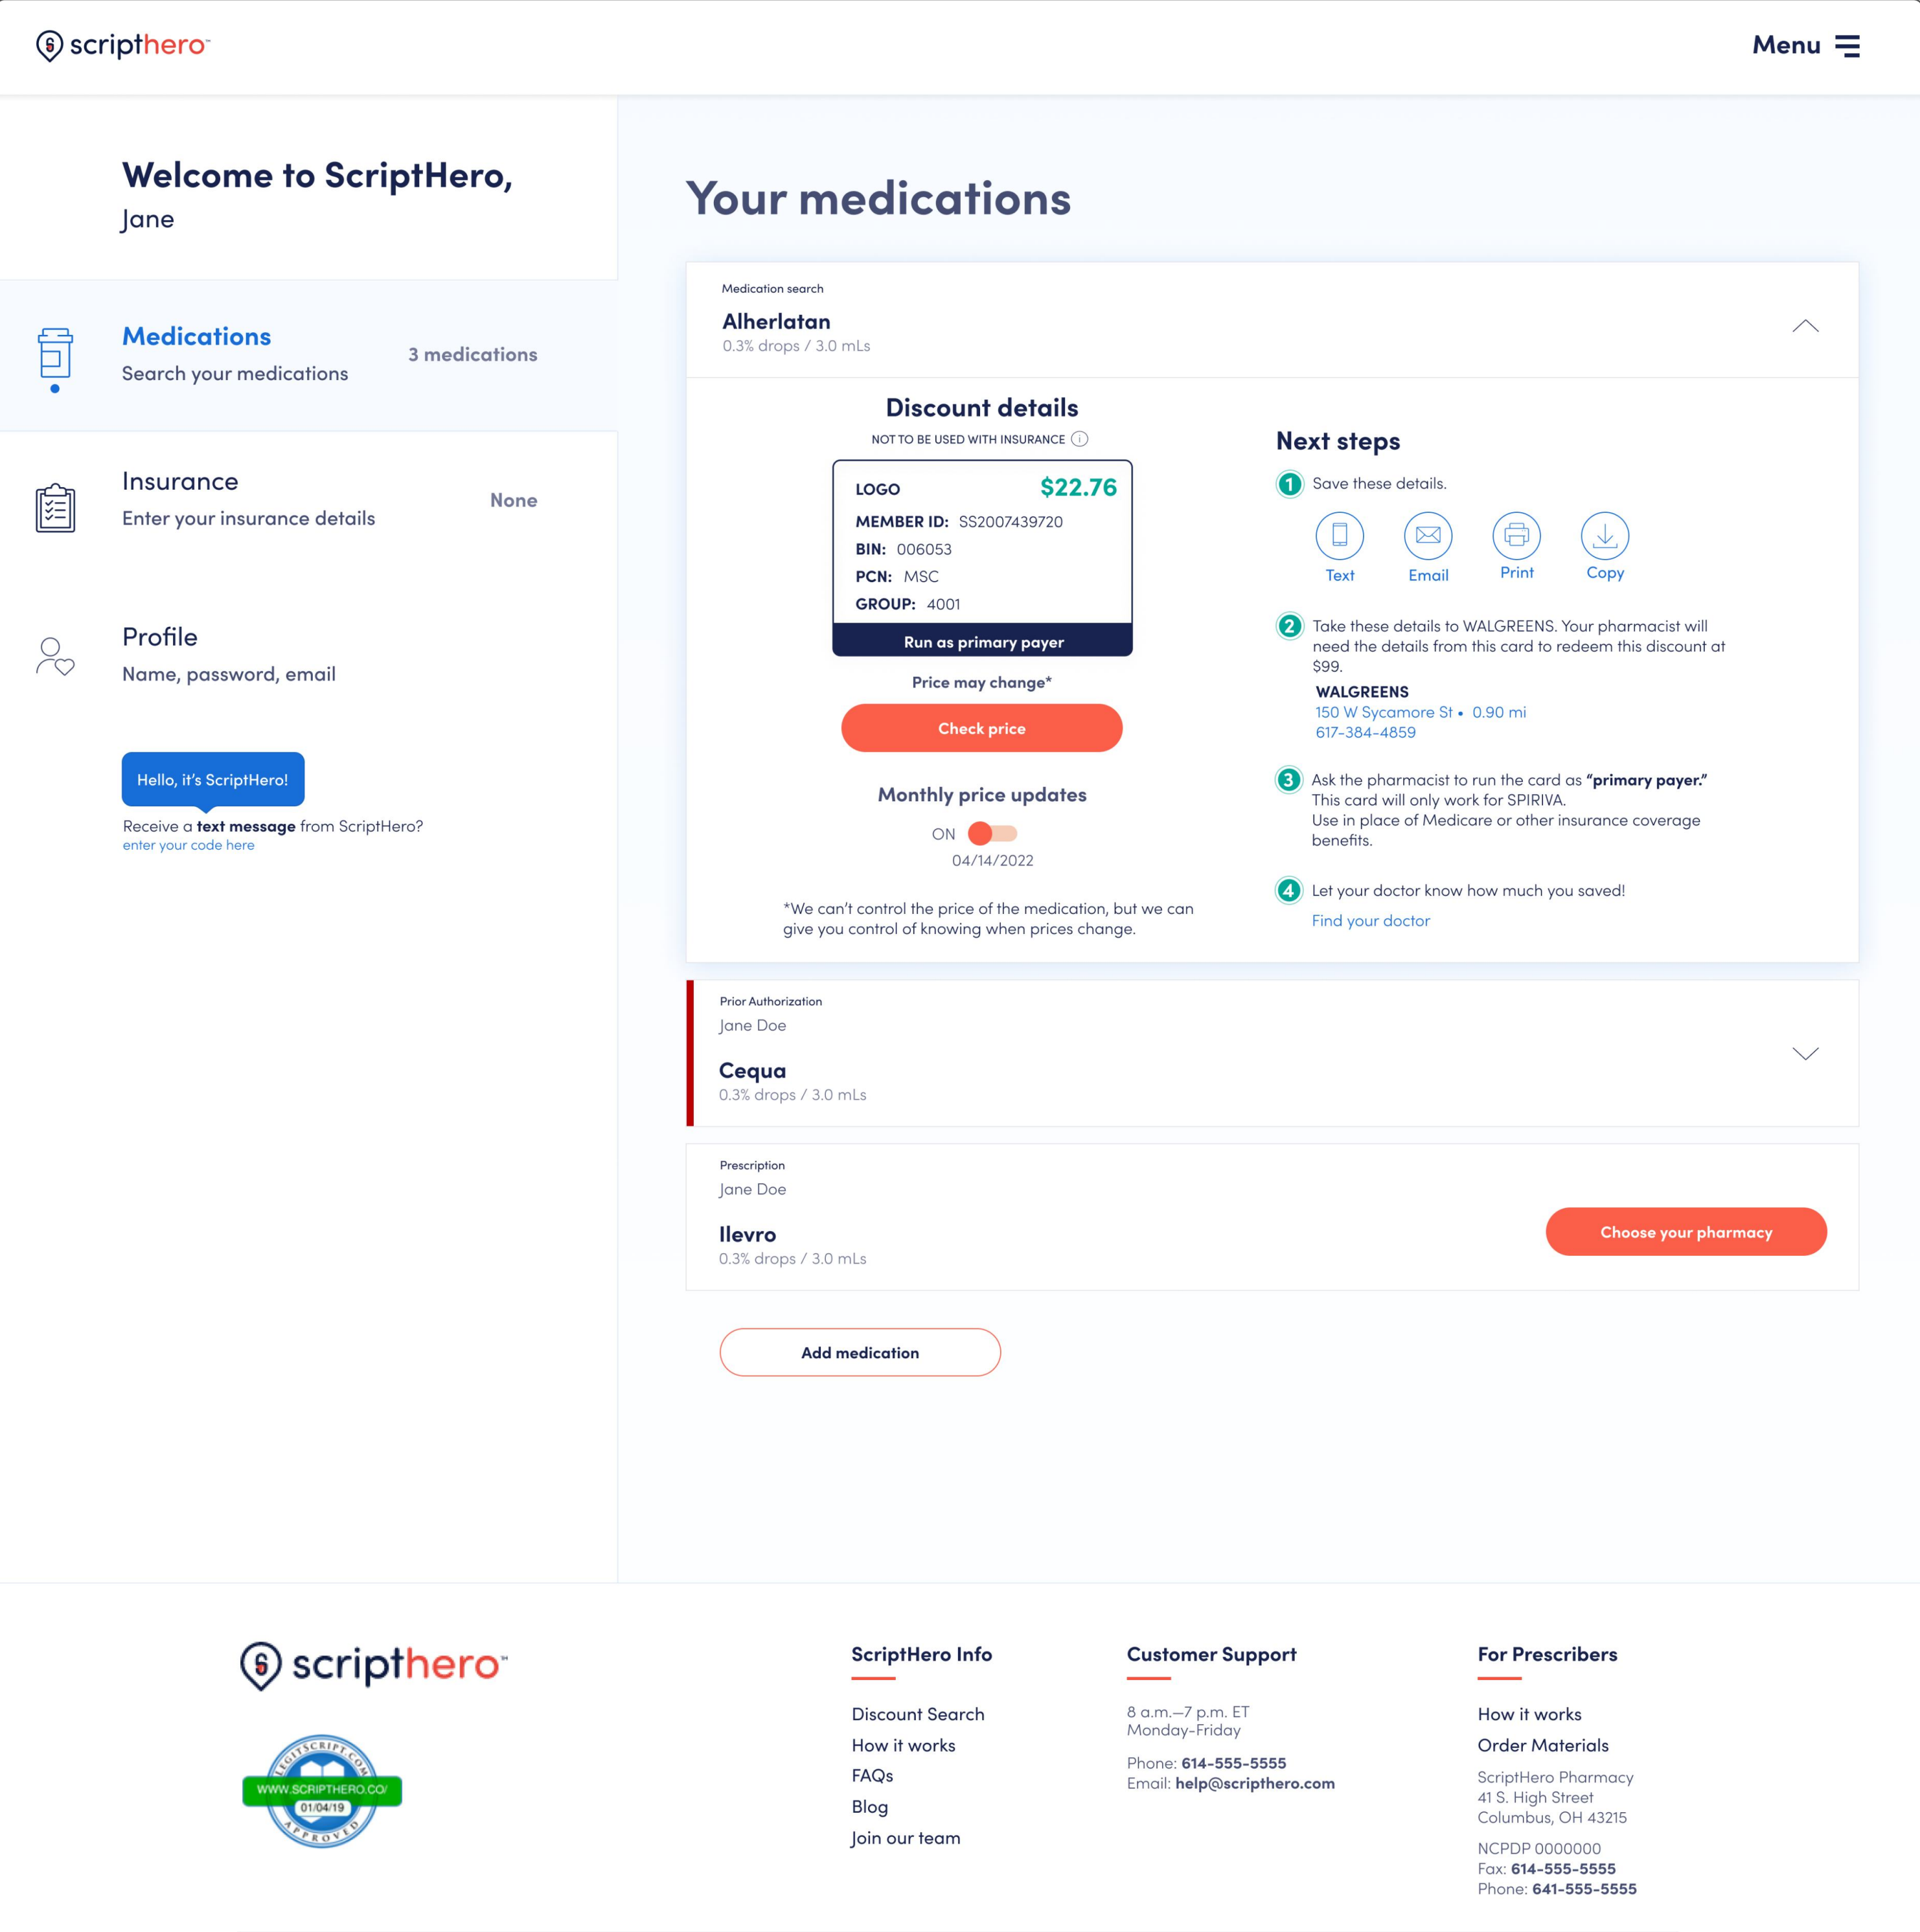 scripthero™
Menu
Welcome to ScriptHero,
Jane
Medications
Search your medications
3 medications
Insurance
Enter your insurance details
None
Profile
Name, password, email
Hello, it's ScriptHero!
Receive a text message from ScriptHero?
enter your code here
Your medications
Medication search
Alherlatan
0.3% drops / 3.0 mLs
Discount details
NOT TO BE USED WITH INSURANCE i
LOGO $22.76
MEMBER ID: SS2007439720
BIN: 006053
PCN: MSC
GROUP: 4001
Run as primary payer
Price may change*
Check price
Monthly price updates
ON
04/14/2022
*We can't control the price of the medication, but we can
give you control of knowing when prices change.
Next steps
1 Save these details.
Text Email Print Copy
2 Take these details to WALGREENS. Your pharmacist will
need the details from this card to redeem this discount at
$99.
WALGREENS
150 W Sycamore St • 0.90 mi
617-384-4859
3 Ask the pharmacist to run the card as “primary payer.”
This card will only work for SPIRIVA.
Use in place of Medicare or other insurance coverage
benefits.
4 Let your doctor know how much you saved!
Find your doctor
Prior Authorization
Jane Doe
Cequa
0.3% drops / 3.0 mLs
Prescription
Jane Doe
Ilevro
0.3% drops / 3.0 mLs
Choose your pharmacy
Add medication
scripthero™
LEGITSCRIPT.COM
WWW.SCRIPTHERO.CO/
01/04/19
APPROVED
ScriptHero Info
Discount Search
How it works
FAQs
Blog
Join our team
Customer Support
8 a.m.—7 p.m. ET
Monday-Friday
Phone: 614-555-5555
Email: help@scripthero.com
For Prescribers
How it works
Order Materials
ScriptHero Pharmacy
41 S. High Street
Columbus, OH 43215
NCPDP 0000000
Fax: 614-555-5555
Phone: 641-555-5555